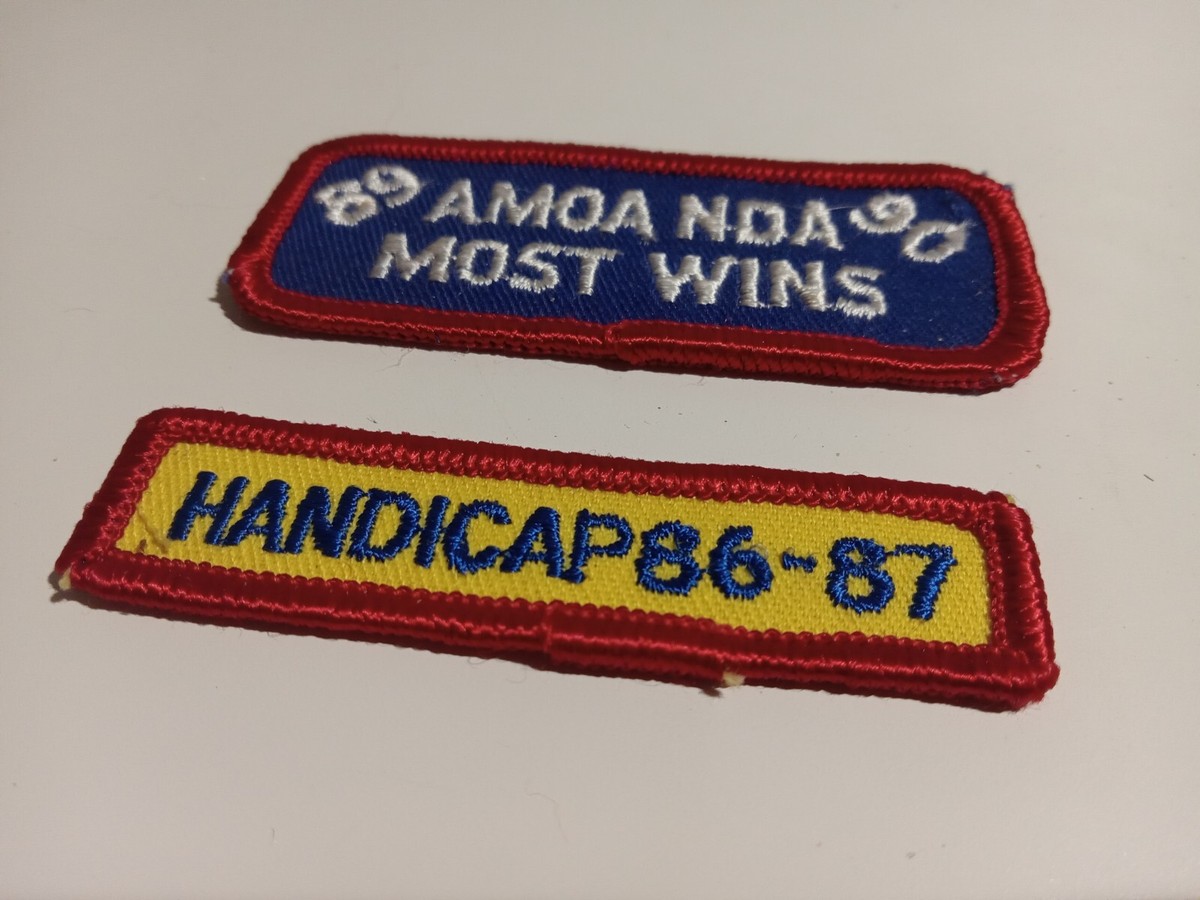 89 AMOA NDA 90
MOST WINS
HANDICAP 86-87